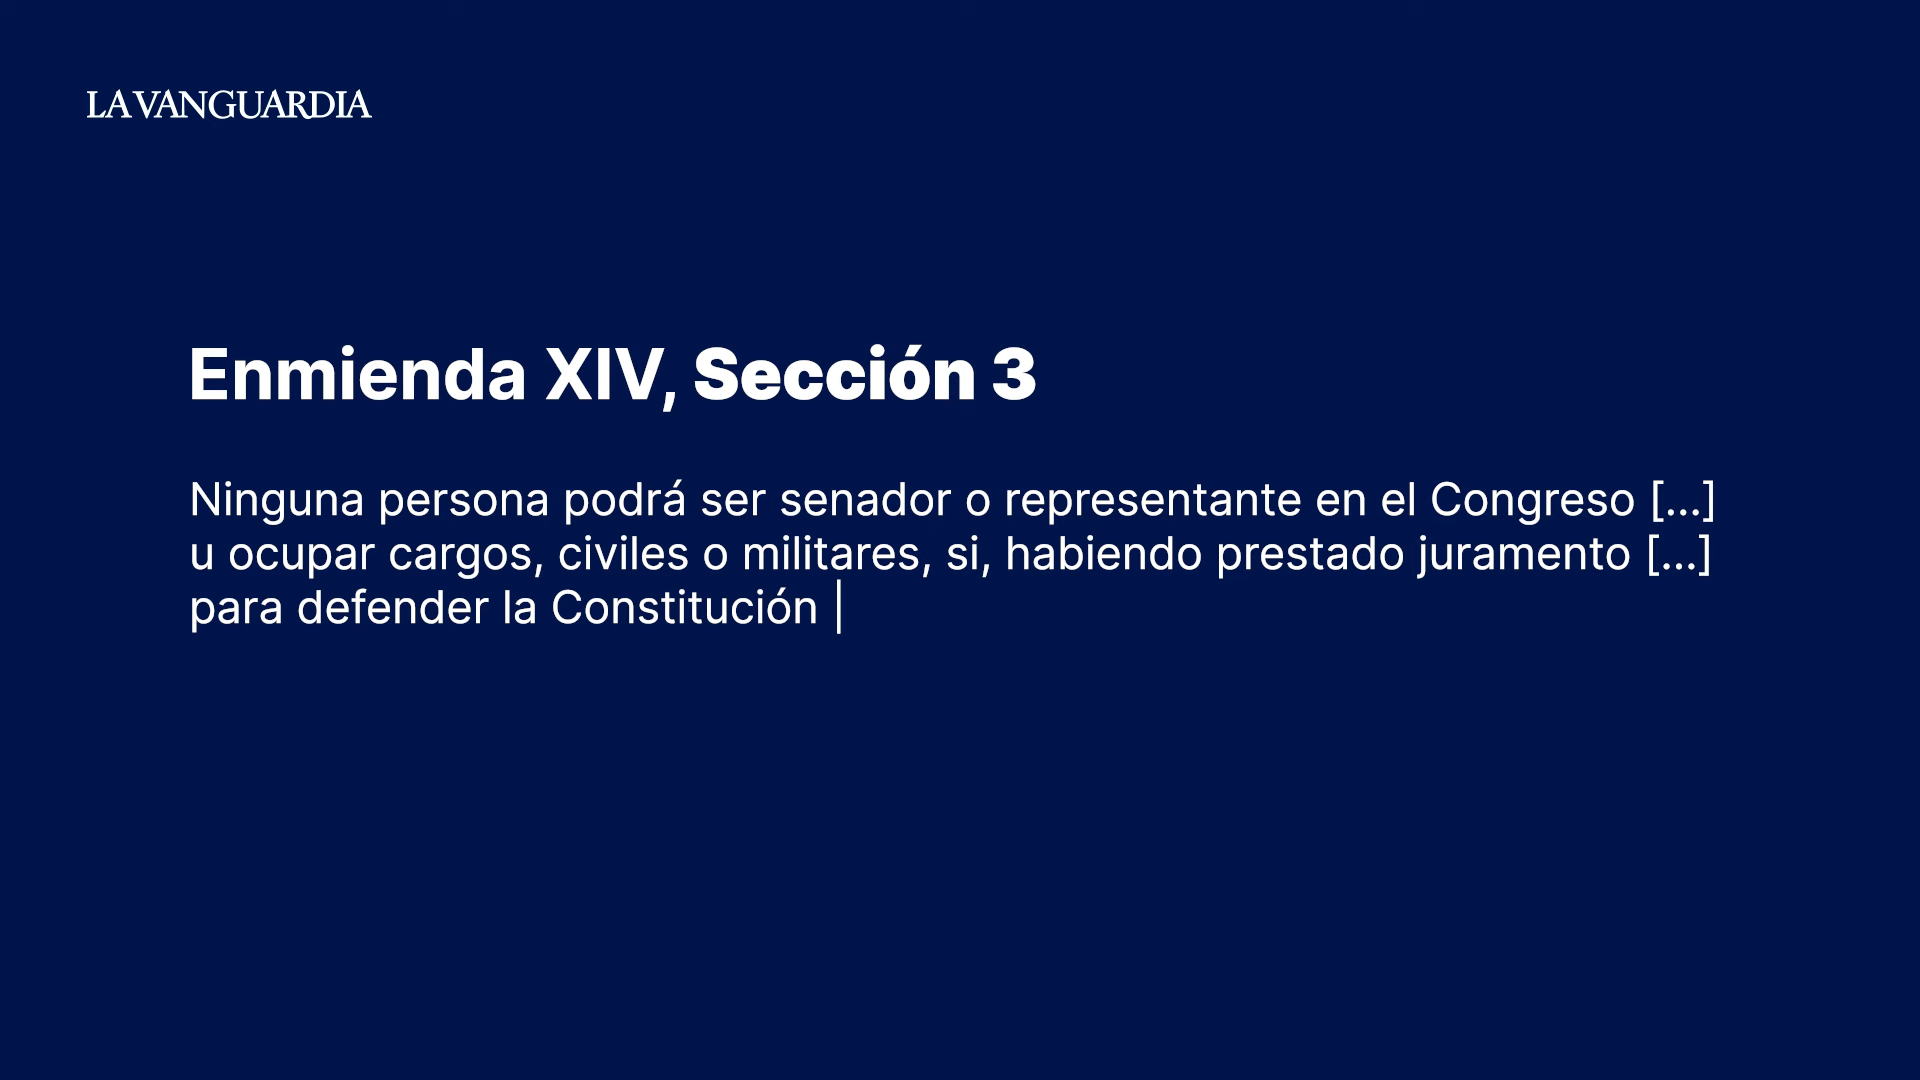 LA VANGUARDIA
Enmienda XIV, Sección 3
Ninguna persona podrá ser senador o representante en el Congreso [...]
u ocupar cargos, civiles o militares, si, habiendo prestado juramento [...]
para defender la Constitución |